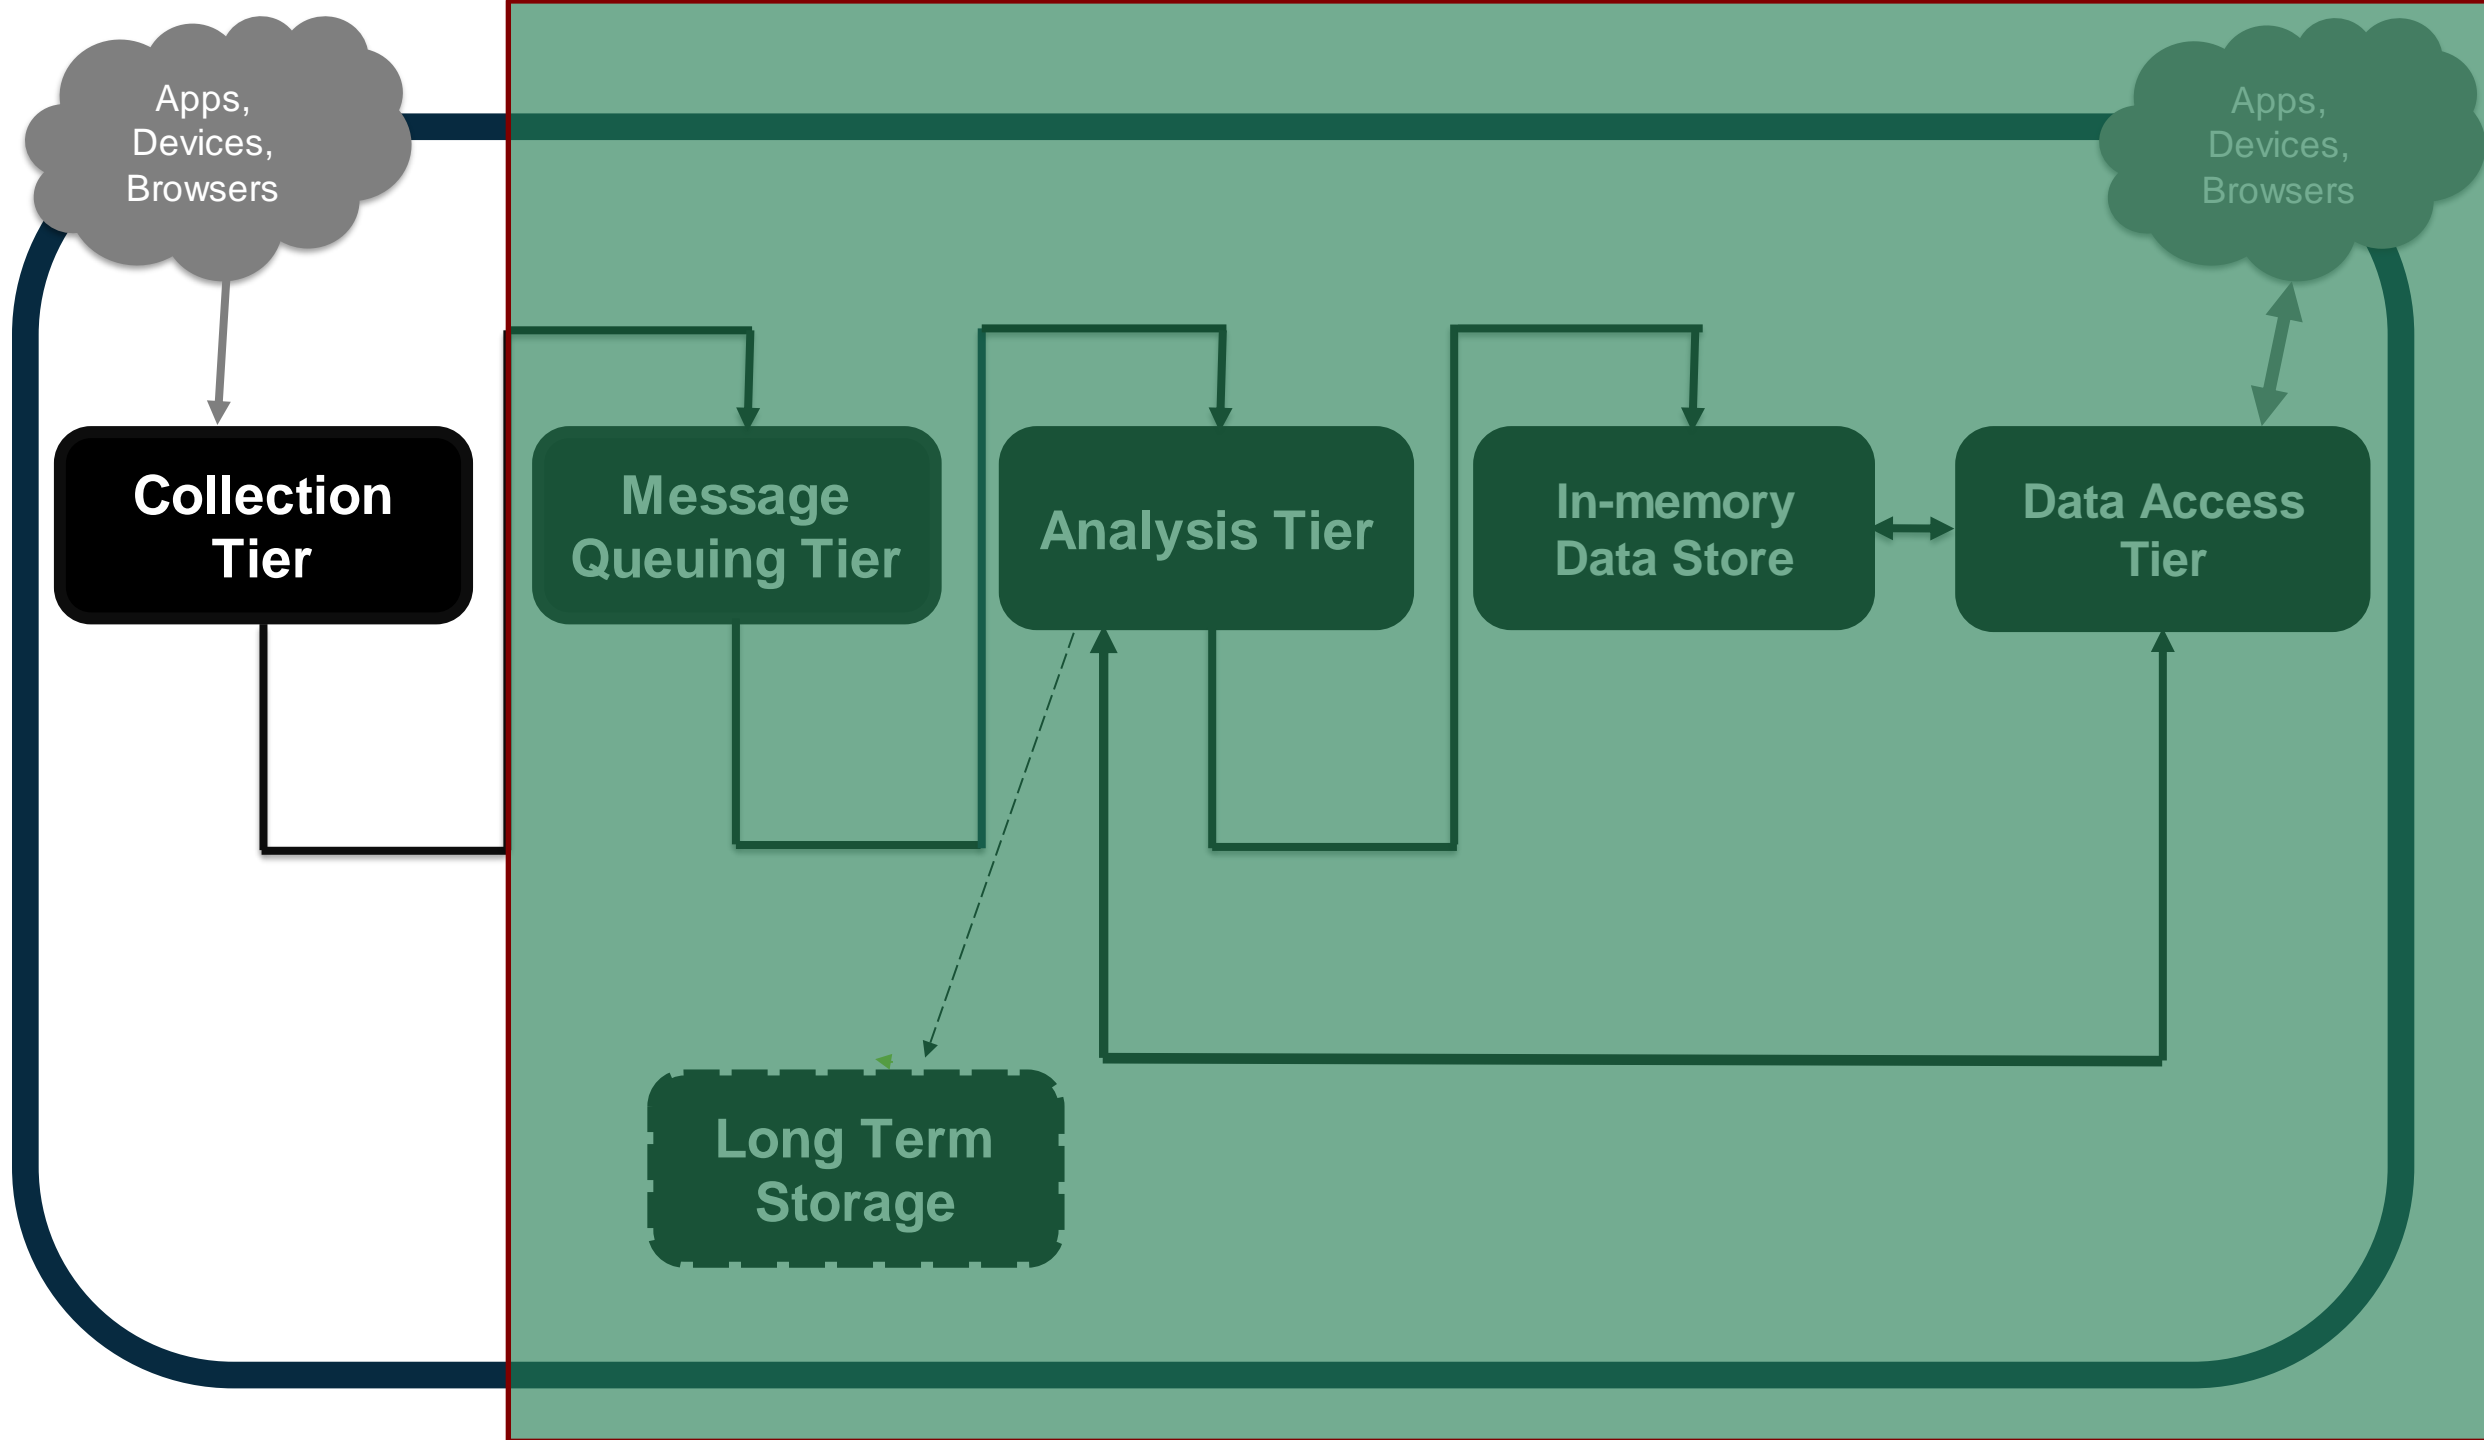 Apps,
Devices,
Browsers
Apps,
Devices,
Browsers
Collection
Tier
Message
Queuing Tier
Analysis Tier
In-memory
Data Store
Data Access
Tier
Long Term
Storage